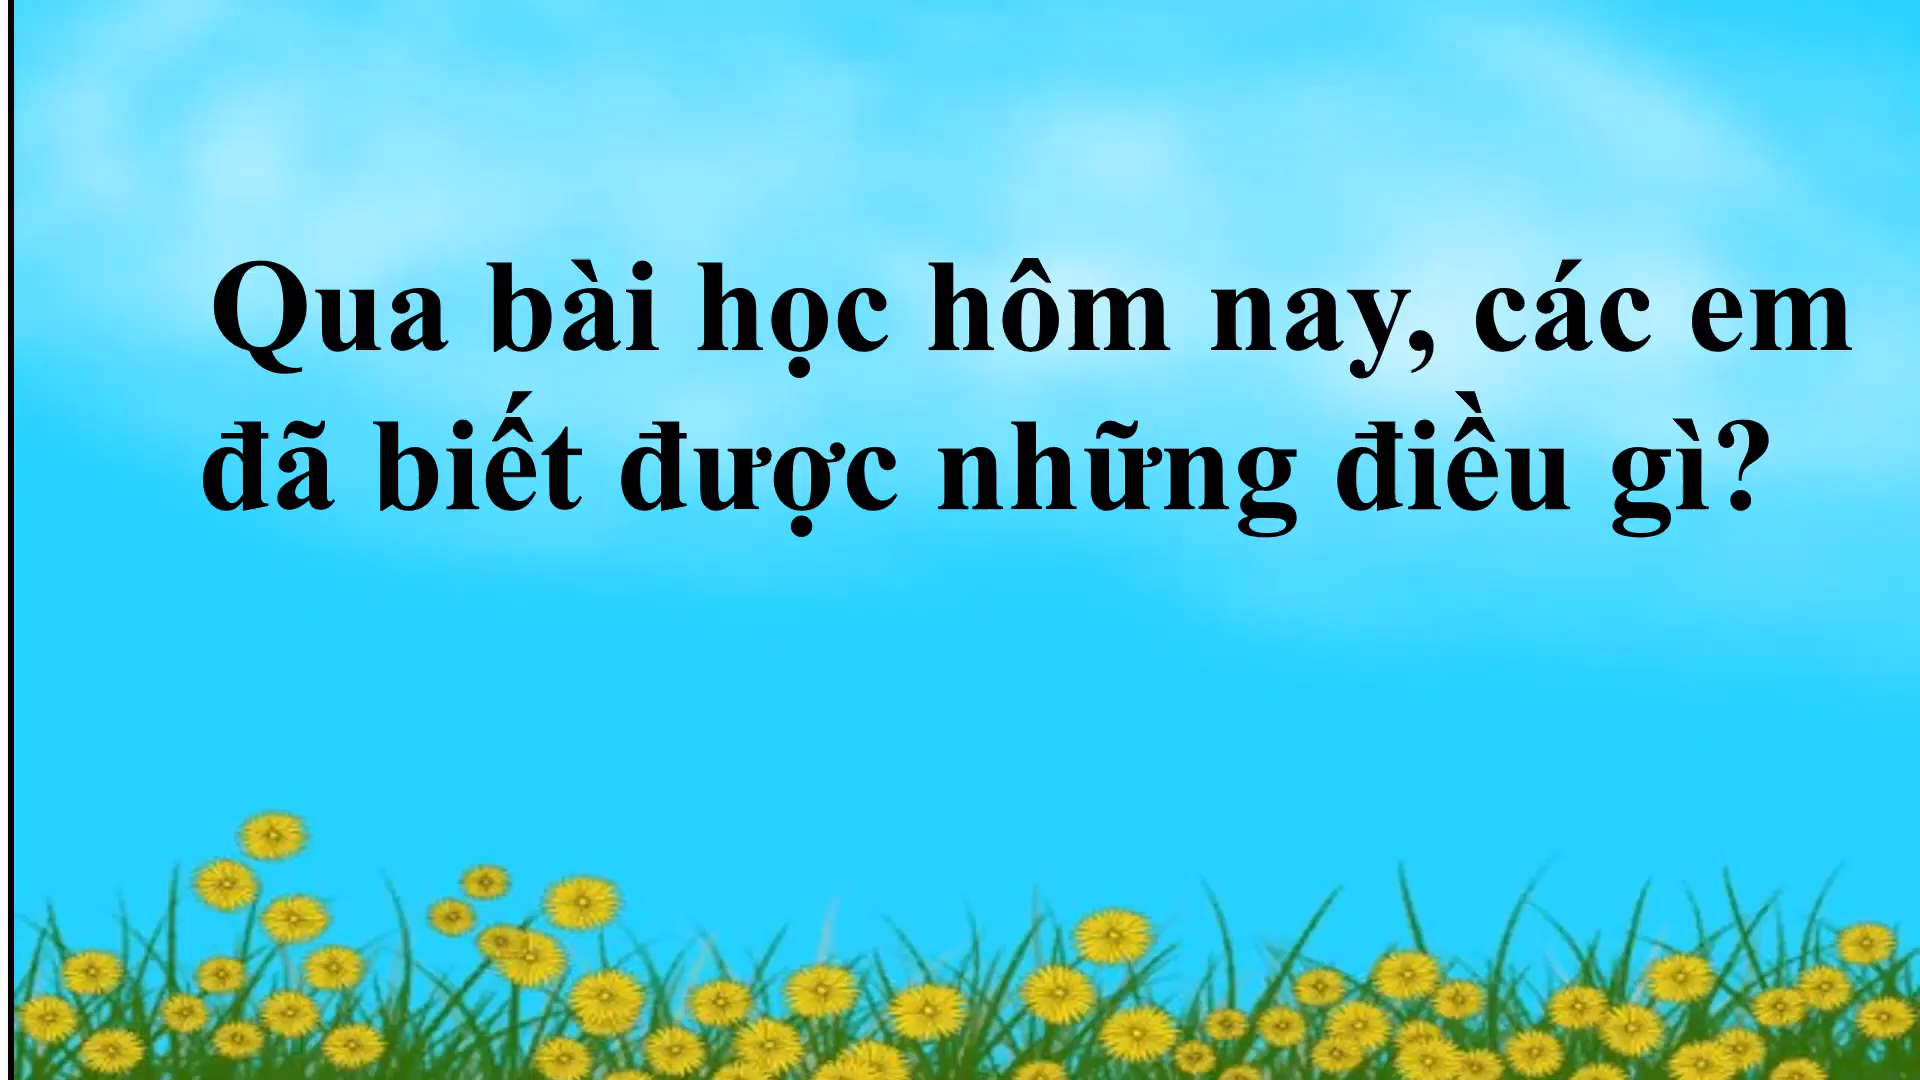 Qua bài học hôm nay, các em
đã biết được những điều gì?